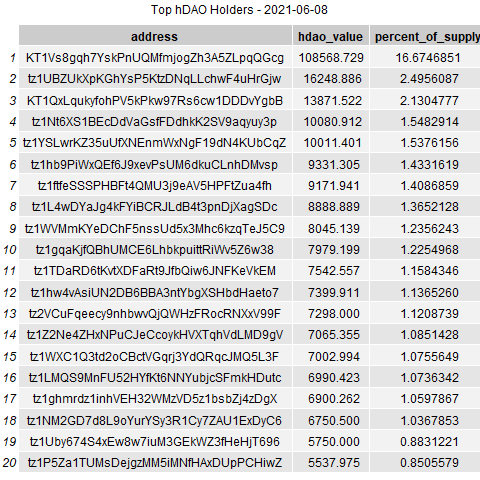 Top hDAO Holders - 2021-06-08
address hdao_value percent_of_supply
1 KT1Vs8gqh7YskPnUQMfmjogZh3A5ZLpqQGcg 108568.729 16.6746851
2 tz1UBZUkXpKGhYsP5KtzDNqLLchwF4uHrGjw 16248.886 2.4956087
3 KT1QxLqukyfohPV5kPkw97Rs6cw1DDDvYgbB 13871.522 2.1304777
4 tz1Nt6XS1BEcDdVaGsfFDdhkK2SV9aqyuy3p 10080.912 1.5482914
5 tz1YSLwrKZ35uUfXNEnmWxNgF19dN4KUbCqZ 10011.401 1.5376156
6 tz1hb9PiWxQEf6J9xevPsUM6dkuCLnhDMvsp 9331.305 1.4331619
7 tz1ftfeSSSPHBFt4QMU3j9eAV5HPFtZua4fh 9171.941 1.4086859
8 tz1L4wDYaJg4kFYiBCRJLdB4t3pnDjXagSDc 8888.889 1.3652128
9 tz1WVMmKYeDChF5nssUd5x3Mhc6kzqTeJ5C9 8045.139 1.2356243
10 tz1gqaKjfQBhUMCE6LhbkpuittRiWv5Z6w38 7979.199 1.2254968
11 tz1TDaRD6tKvtXDFaRt9JfbQiw6JNFKeVkEM 7542.557 1.1584346
12 tz1hw4vAsiUN2DB6BBA3ntYbgXSHbdHaeto7 7399.911 1.1365260
13 tz2VCuFqeecy9nhbwvQjQWHzFRocRNXxV99F 7298.000 1.1208739
14 tz1Z2Ne4ZHxNPuCJeCcoykHVXTqhVdLMD9gV 7065.355 1.0851428
15 tz1WXC1Q3td2oCBctVGqrj3YdQRqcJMQ5L3F 7002.994 1.0755649
16 tz1LMQS9MnFU52HYfKt6NNYubjcSFmkHDutc 6990.423 1.0736342
17 tz1ghmrdz1inhVEH32WMzVD5z1bsbZj4zDgX 6900.262 1.0597867
18 tz1NM2GD7d8L9oYurYSy3R1Cy7ZAU1ExDyC6 6750.500 1.0367853
19 tz1Uby674S4xEw8w7iuM3GEkWZ3fHeHjT696 5750.000 0.8831221
20 tz1P5Za1TUMsDejgzMM5iMNfHAxDUpPCHiwZ 5537.975 0.8505579